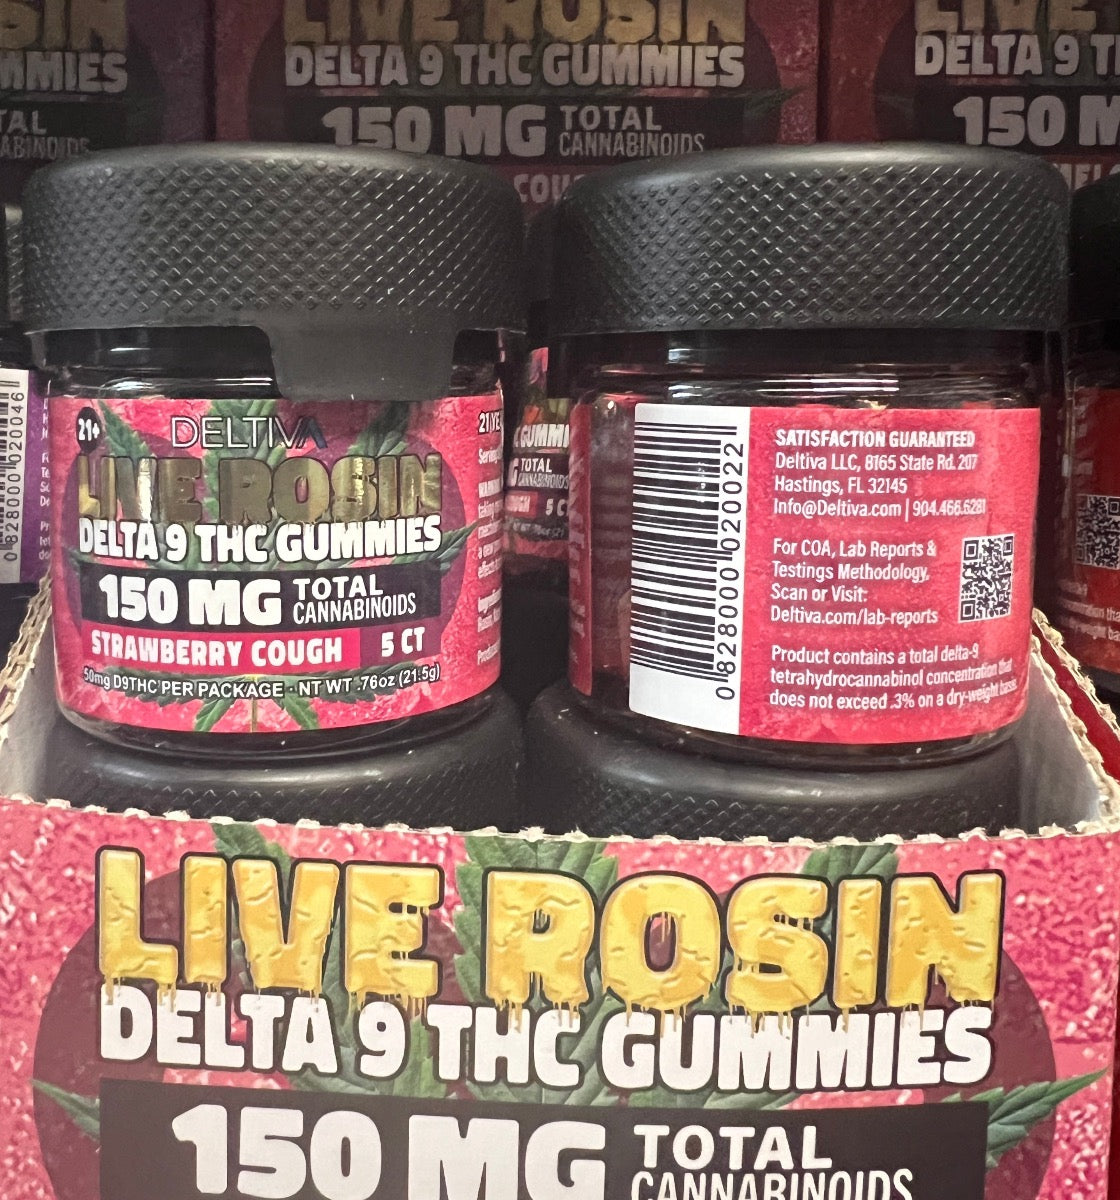 LIVE ROSIN
DELTA 9 THC GUMMIES
150 MG TOTAL
CANNABINOIDS
21+
DELTIVA
LIVE ROSIN
DELTA 9 THC GUMMIES
150 MG TOTAL
CANNABINOIDS
STRAWBERRY COUGH 5 CT
50mg D9THC PER PACKAGE · NT WT .76oz (21.5g)
0 828000 020046
0 828000 020022
SATISFACTION GUARANTEED
Deltiva LLC, 8165 State Rd. 207
Hastings, FL 32145
Info@Deltiva.com | 904.466.6281
For COA, Lab Reports &
Testings Methodology,
Scan or Visit:
Deltiva.com/lab-reports
Product contains a total delta-9
tetrahydrocannabinol concentration that
does not exceed .3% on a dry-weight basis.
LIVE ROSIN
DELTA 9 THC GUMMIES
150 MG TOTAL
CANNABINOIDS